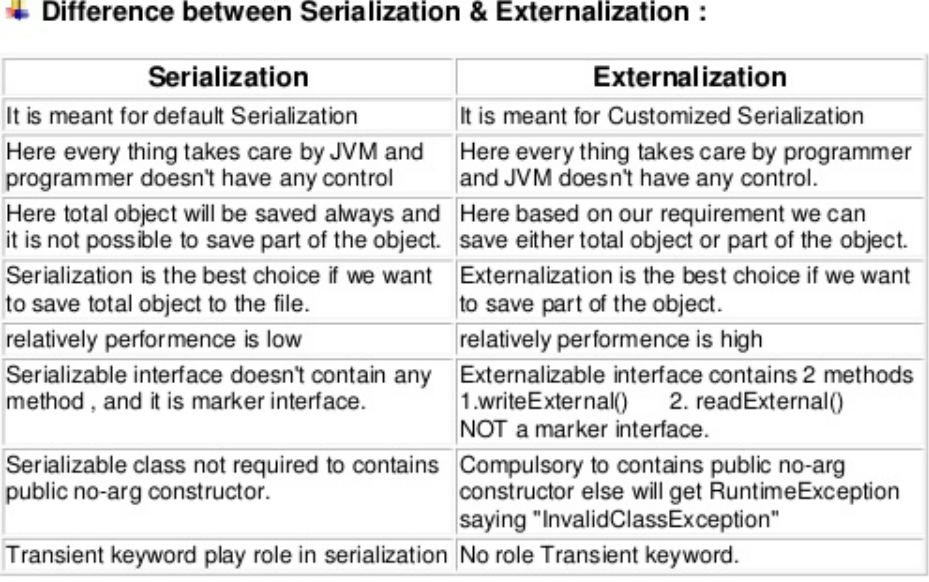 Difference between Serialization & Externalization :
Serialization
Externalization
It is meant for default Serialization
It is meant for Customized Serialization
Here every thing takes care by JVM and
programmer doesn't have any control
Here every thing takes care by programmer
and JVM doesn't have any control.
Here total object will be saved always and
it is not possible to save part of the object.
Here based on our requirement we can
save either total object or part of the object.
Serialization is the best choice if we want
to save total object to the file.
Externalization is the best choice if we want
to save part of the object.
relatively performence is low
relatively performence is high
Serializable interface doesn't contain any
method , and it is marker interface.
Externalizable interface contains 2 methods
1.writeExternal() 2. readExternal()
NOT a marker interface.
Serializable class not required to contains
public no-arg constructor.
Compulsory to contains public no-arg
constructor else will get RuntimeException
saying "InvalidClassException"
Transient keyword play role in serialization
No role Transient keyword.